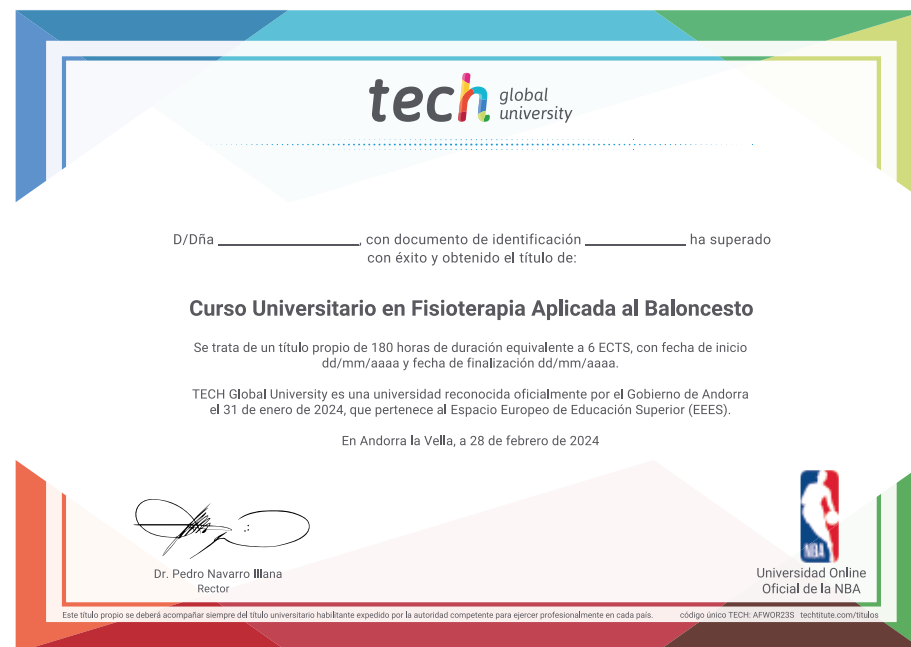 tech global
university
D/Dña ____________________, con documento de identificación ______________ ha superado
con éxito y obtenido el título de:
Curso Universitario en Fisioterapia Aplicada al Baloncesto
Se trata de un título propio de 180 horas de duración equivalente a 6 ECTS, con fecha de inicio
dd/mm/aaaa y fecha de finalización dd/mm/aaaa.
TECH Global University es una universidad reconocida oficialmente por el Gobierno de Andorra
el 31 de enero de 2024, que pertenece al Espacio Europeo de Educación Superior (EEES).
En Andorra la Vella, a 28 de febrero de 2024
Dr. Pedro Navarro Illana
Rector
NBA
Universidad Online
Oficial de la NBA
Este título propio se deberá acompañar siempre del título universitario habilitante expedido por la autoridad competente para ejercer profesionalmente en cada país. código único TECH: AFWOR23S techtitute.com/titulos